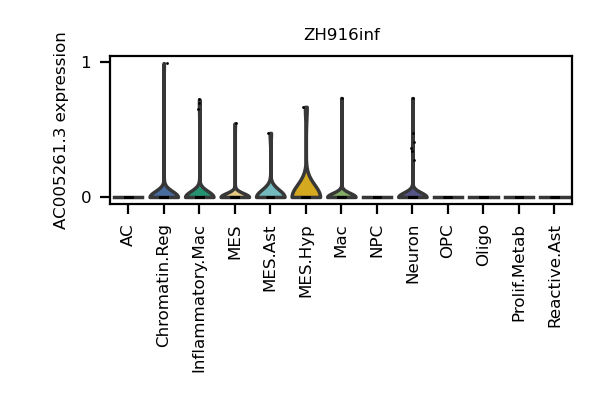 ZH916inf
AC005261.3 expression
1
0
AC
Chromatin.Reg
Inflammatory.Mac
MES
MES.Ast
MES.Hyp
Mac
NPC
Neuron
OPC
Oligo
Prolif.Metab
Reactive.Ast